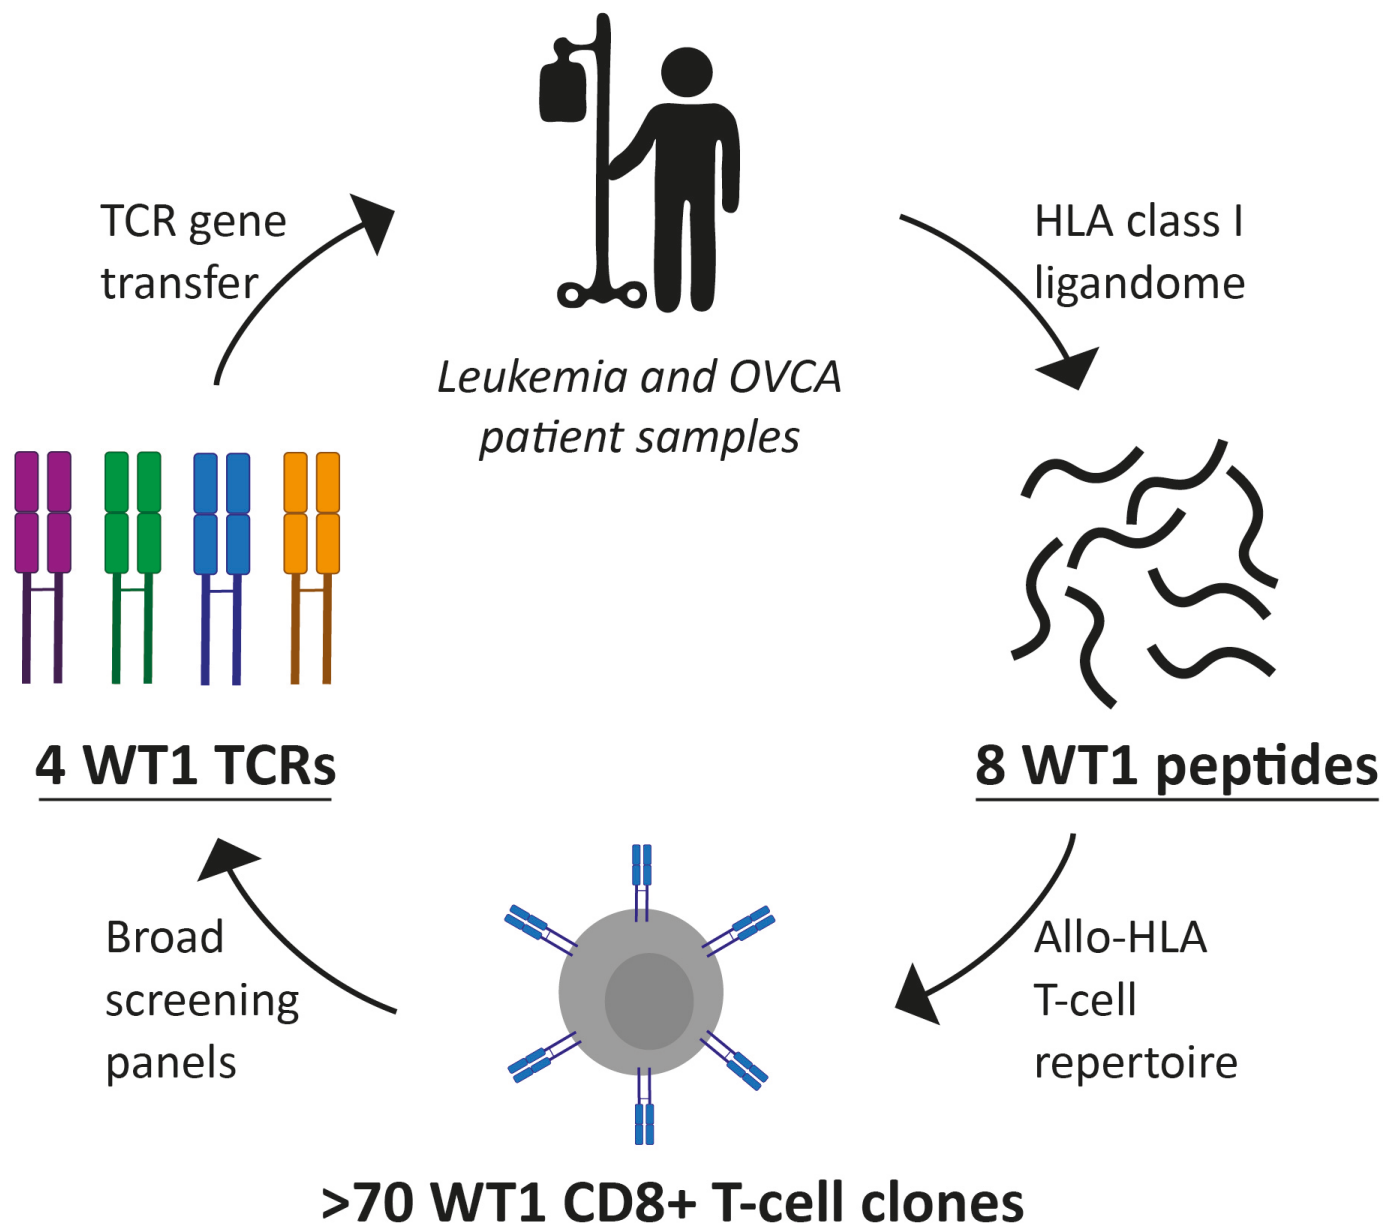 TCR gene
transfer
HLA class I
ligandome
Leukemia and OVCA
patient samples
4 WT1 TCRs
8 WT1 peptides
Broad
screening
panels
Allo-HLA
T-cell
repertoire
>70 WT1 CD8+ T-cell clones